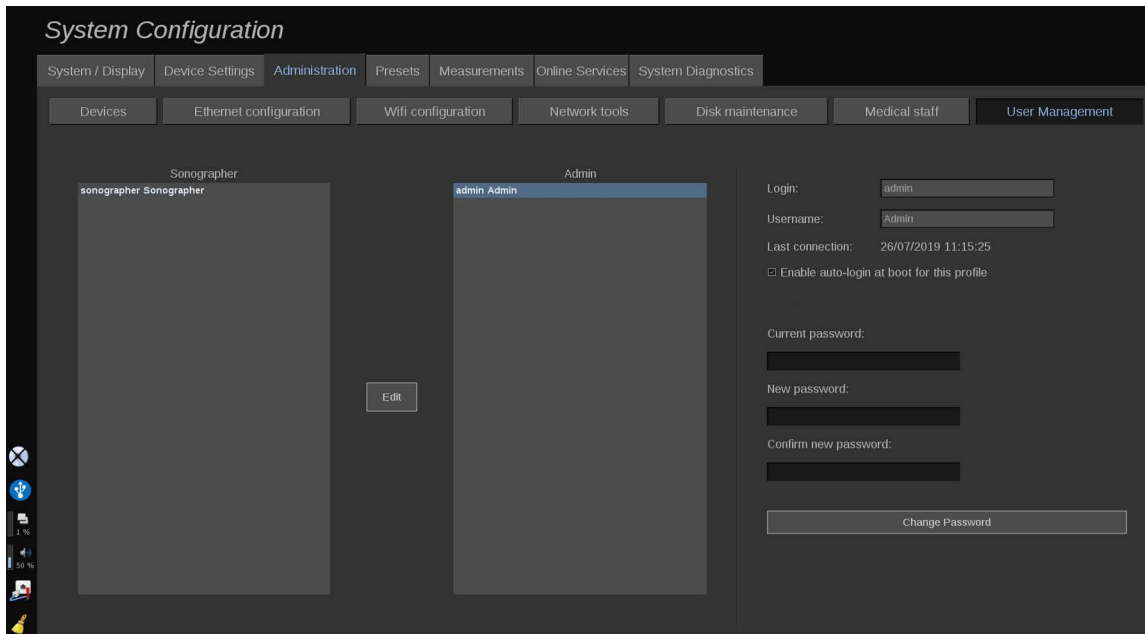 System Configuration
System / Display Device Settings Administration Presets Measurements Online Services System Diagnostics
Devices Ethernet configuration Wifi configuration Network tools Disk maintenance Medical staff User Management
Sonographer
sonographer Sonographer
Admin
admin Admin
Edit
Login: admin
Username: Admin
Last connection: 26/07/2019 11:15:25
Enable auto-login at boot for this profile
Current password:
New password:
Confirm new password:
Change Password
1 %
50 %